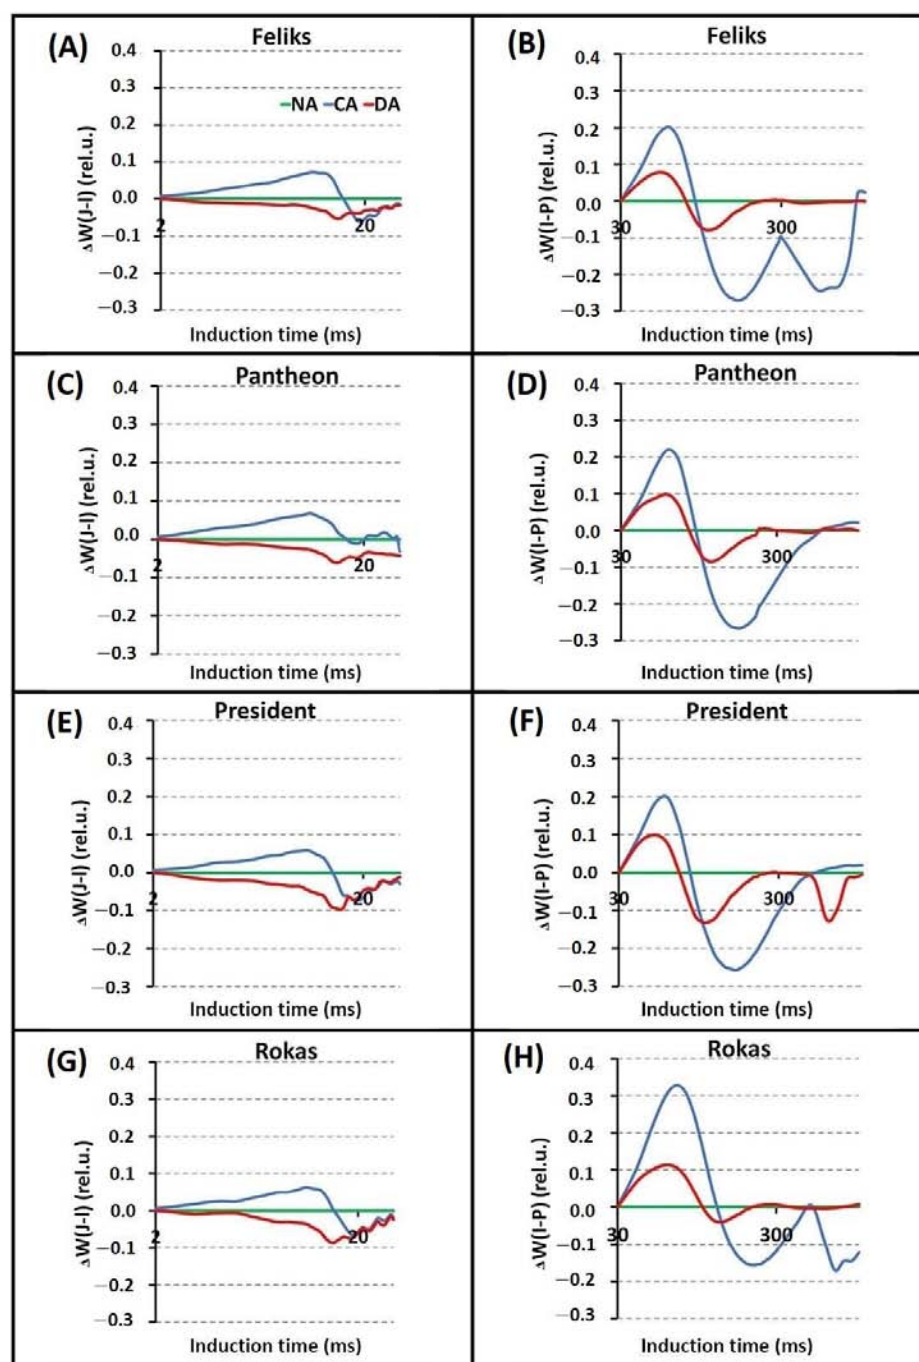 (A)
Feliks
0.4
0.3
0.2
0.1
0.0
−0.1
−0.2
−0.3
ΔW(J-I) (rel.u.)
NA CA DA
2
20
Induction time (ms)
(B)
Feliks
0.4
0.3
0.2
0.1
0.0
−0.1
−0.2
−0.3
ΔW(I-P) (rel.u.)
30
300
Induction time (ms)
(C)
Pantheon
0.4
0.3
0.2
0.1
0.0
−0.1
−0.2
−0.3
ΔW(J-I) (rel.u.)
2
20
Induction time (ms)
(D)
Pantheon
0.4
0.3
0.2
0.1
0.0
−0.1
−0.2
−0.3
ΔW(I-P) (rel.u.)
30
300
Induction time (ms)
(E)
President
0.4
0.3
0.2
0.1
0.0
−0.1
−0.2
−0.3
ΔW(J-I) (rel.u.)
2
20
Induction time (ms)
(F)
President
0.4
0.3
0.2
0.1
0.0
−0.1
−0.2
−0.3
ΔW(I-P) (rel.u.)
30
300
Induction time (ms)
(G)
Rokas
0.4
0.3
0.2
0.1
0.0
−0.1
−0.2
−0.3
ΔW(J-I) (rel.u.)
2
20
Induction time (ms)
(H)
Rokas
0.4
0.3
0.2
0.1
0.0
−0.1
−0.2
−0.3
ΔW(I-P) (rel.u.)
30
300
Induction time (ms)